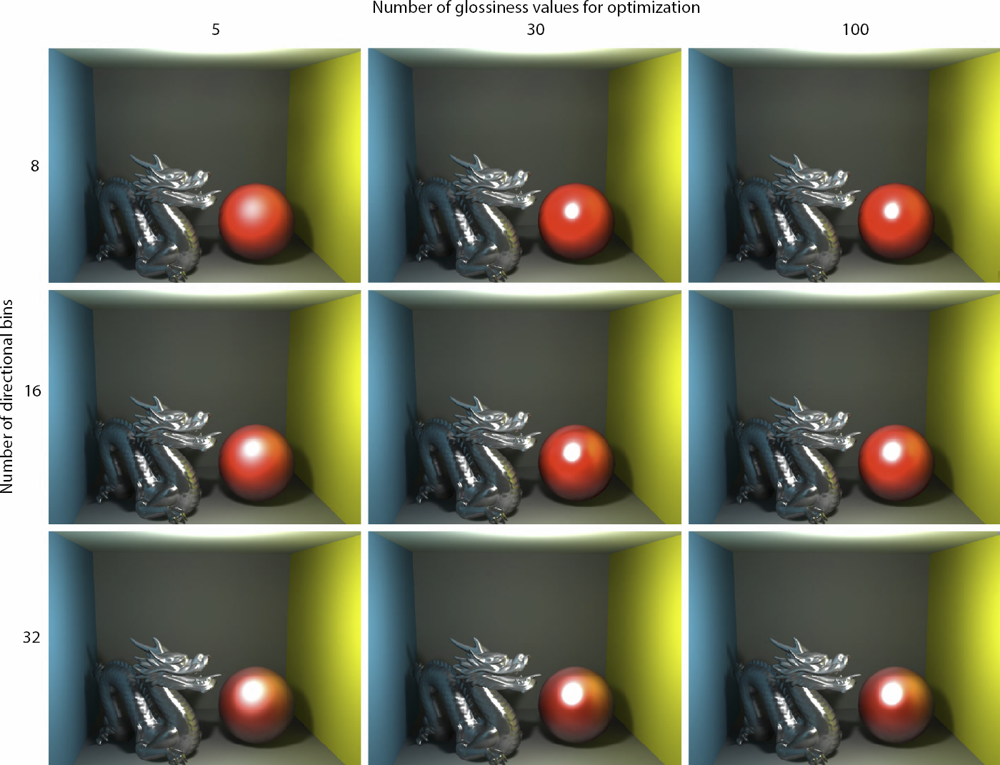 Number of glossiness values for optimization
5 30 100
Number of directional bins
8
16
32